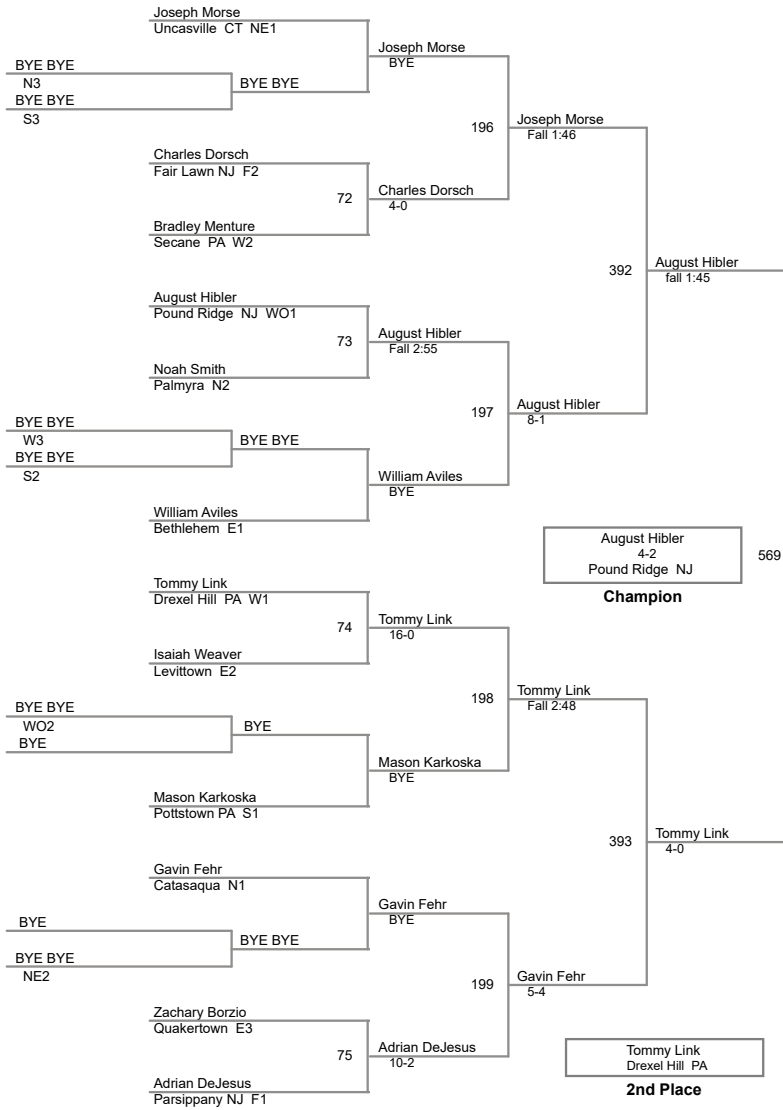 Joseph Morse
Uncasville CT NE1
Joseph Morse
BYE
BYE BYE
N3
BYE BYE
BYE BYE
S3
196
Joseph Morse
Fall 1:46
Charles Dorsch
Fair Lawn NJ F2
72
Charles Dorsch
4-0
Bradley Menture
Secane PA W2
392
August Hibler
fall 1:45
August Hibler
Pound Ridge NJ WO1
73
August Hibler
Fall 2:55
Noah Smith
Palmyra N2
197
August Hibler
8-1
BYE BYE
W3
BYE BYE
BYE BYE
S2
William Aviles
BYE
William Aviles
Bethlehem E1
August Hibler
4-2
Pound Ridge NJ
569
Champion
Tommy Link
Drexel Hill PA W1
74
Tommy Link
16-0
Isaiah Weaver
Levittown E2
198
Tommy Link
Fall 2:48
BYE BYE
WO2
BYE
BYE
Mason Karkoska
BYE
Mason Karkoska
Pottstown PA S1
393
Tommy Link
4-0
Gavin Fehr
Catasaqua N1
Gavin Fehr
BYE
BYE
BYE BYE
BYE BYE
NE2
199
Gavin Fehr
5-4
Zachary Borzio
Quakertown E3
75
Adrian DeJesus
10-2
Adrian DeJesus
Parsippany NJ F1
Tommy Link
Drexel Hill PA
2nd Place